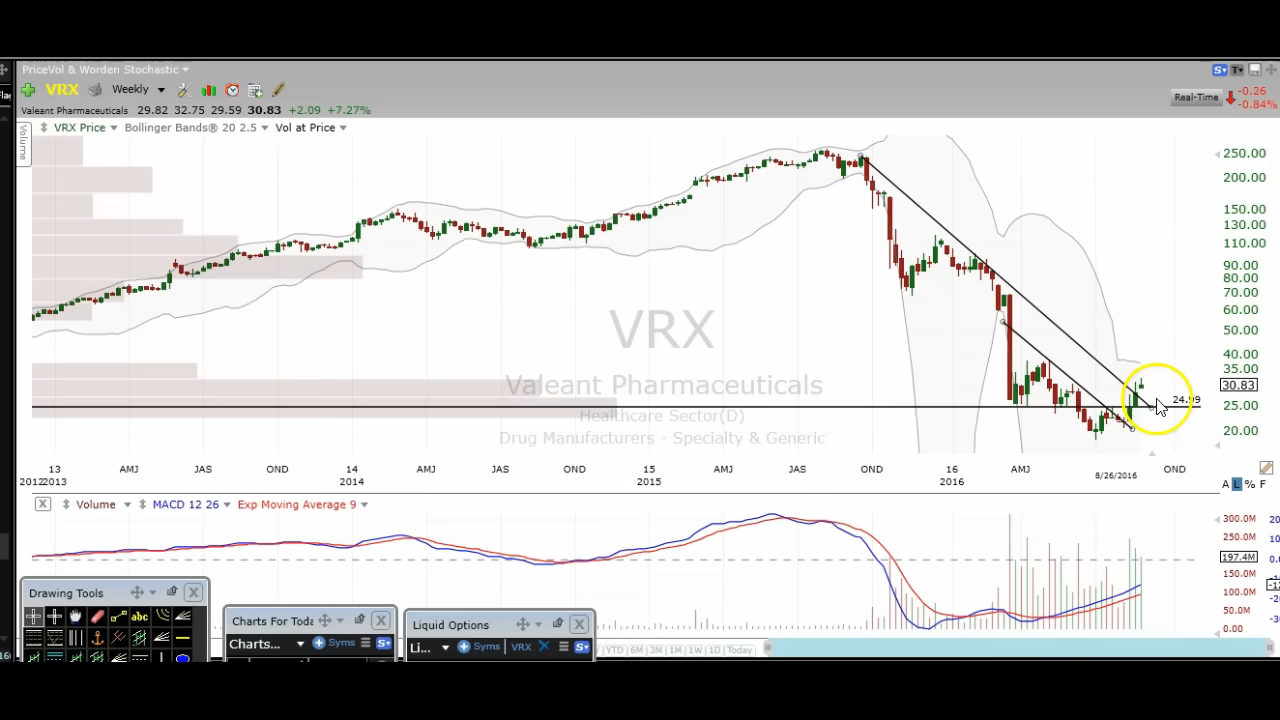 PriceVol & Worden Stochastic
VRX Weekly
Valeant Pharmaceuticals 29.82 32.75 29.59 30.83 +2.09 +7.27%
Real-Time -0.26
-0.84%
VRX Price Bollinger Bands® 20 2.5 Vol at Price
Volume
250.00
200.00
150.00
130.00
110.00
90.00
80.00
70.00
60.00
50.00
40.00
35.00
30.83
25.00
20.00
24.99
VRX
Valeant Pharmaceuticals
Healthcare Sector(D)
Drug Manufacturers - Specialty & Generic
13 AMJ JAS OND 14 AMJ JAS OND 15 AMJ JAS OND 16 AMJ 8/26/2016 OND
2013 2014 2015 2016
A L % F
X Volume MACD 12 26 Exp Moving Average 9
300.0M
250.0M
197.4M
150.0M
100.0M
50.0M
0.00
Drawing Tools X
abc
Charts For Toda X
Charts... Syms S
Liquid Options X
Li... Syms VRX X S
YTD 6M 3M 1M 1W 1D Today